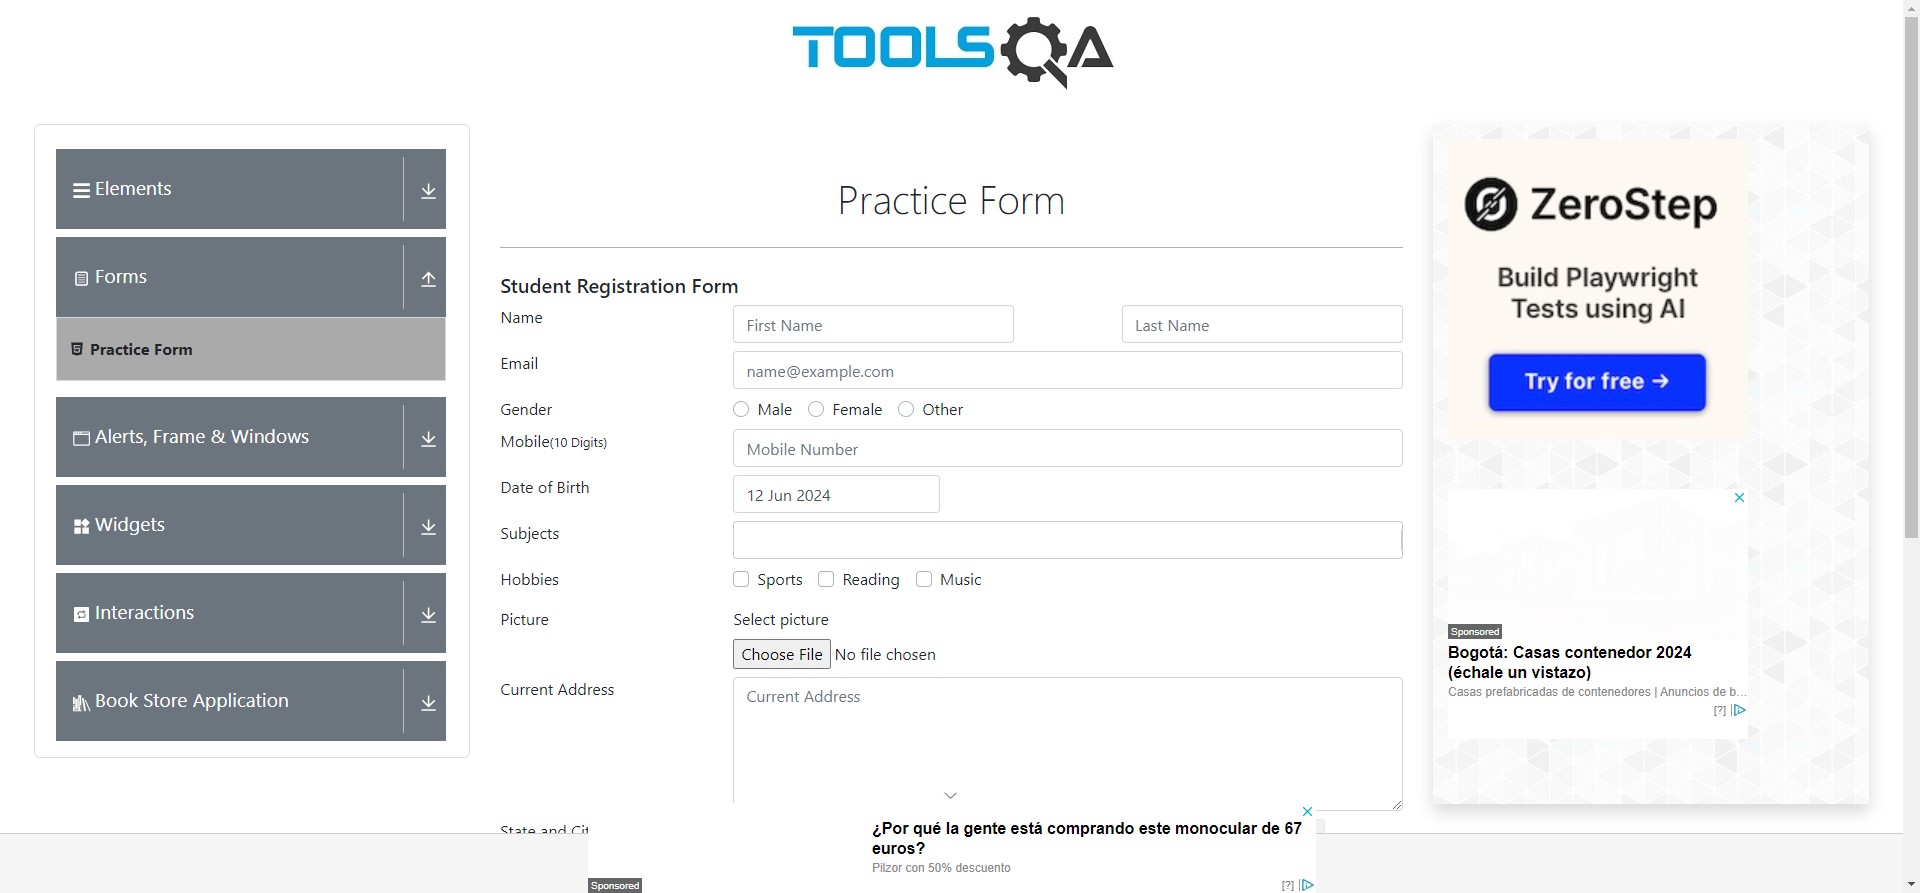 TOOLSQA
Elements
Forms
Practice Form
Alerts, Frame & Windows
Widgets
Interactions
Book Store Application
Practice Form
Student Registration Form
Name
First Name
Last Name
Email
name@example.com
Gender
Male
Female
Other
Mobile(10 Digits)
Mobile Number
Date of Birth
12 Jun 2024
Subjects
Hobbies
Sports
Reading
Music
Picture
Select picture
Choose File No file chosen
Current Address
Current Address
State and Cit
¿Por qué la gente está comprando este monocular de 67
euros?
Pilzor con 50% descuento
Sponsored
[?]
ZeroStep
Build Playwright
Tests using AI
Try for free →
Sponsored
Bogotá: Casas contenedor 2024
(échale un vistazo)
Casas prefabricadas de contenedores | Anuncios de b...
[?]